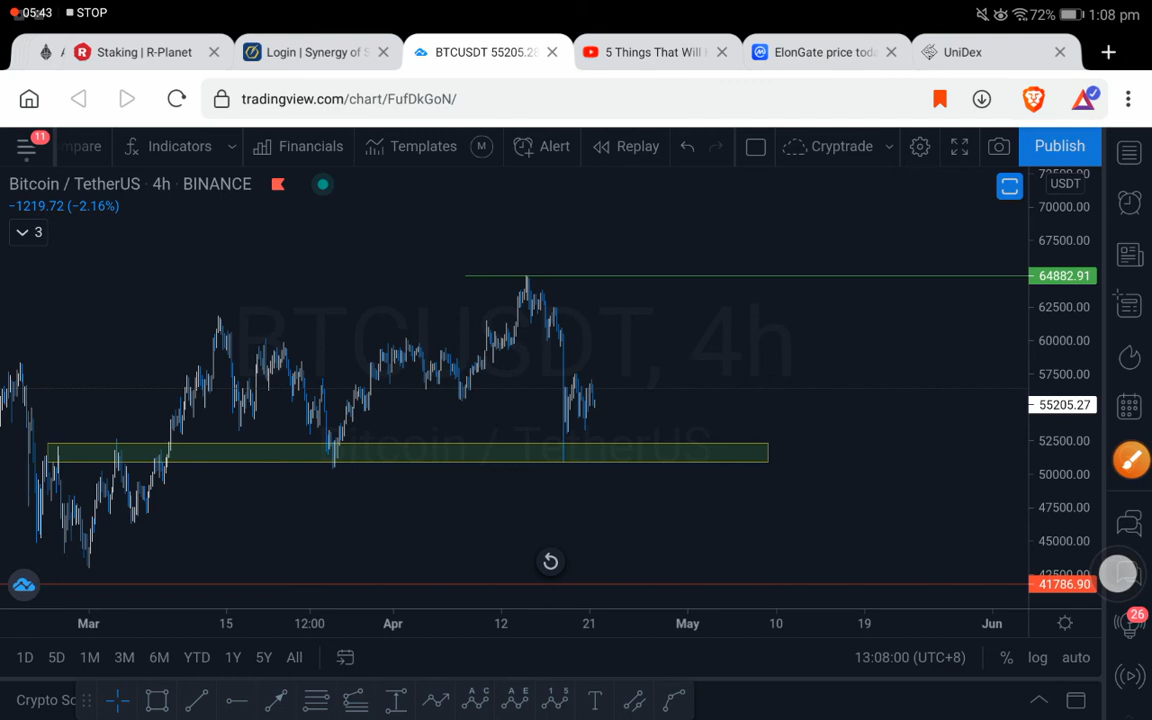 05:43 STOP 72% 1:08 pm
Staking | R-Planet Login | Synergy of S BTCUSDT 55205.28 5 Things That Will ElonGate price toda UniDex
tradingview.com/chart/FufDkGoN/
11 mpare Indicators Financials Templates M Alert Replay Cryptrade Publish
Bitcoin / TetherUS · 4h · BINANCE
−1219.72 (−2.16%)
3
USDT
70000.00
67500.00
64882.91
62500.00
60000.00
57500.00
55205.27
52500.00
50000.00
47500.00
45000.00
41786.90
BTCUSDT, 4h
Bitcoin / TetherUS
Mar 15 12:00 Apr 12 21 May 10 19 Jun
26
1D 5D 1M 3M 6M YTD 1Y 5Y All 13:08:00 (UTC+8) % log auto
Crypto Sc